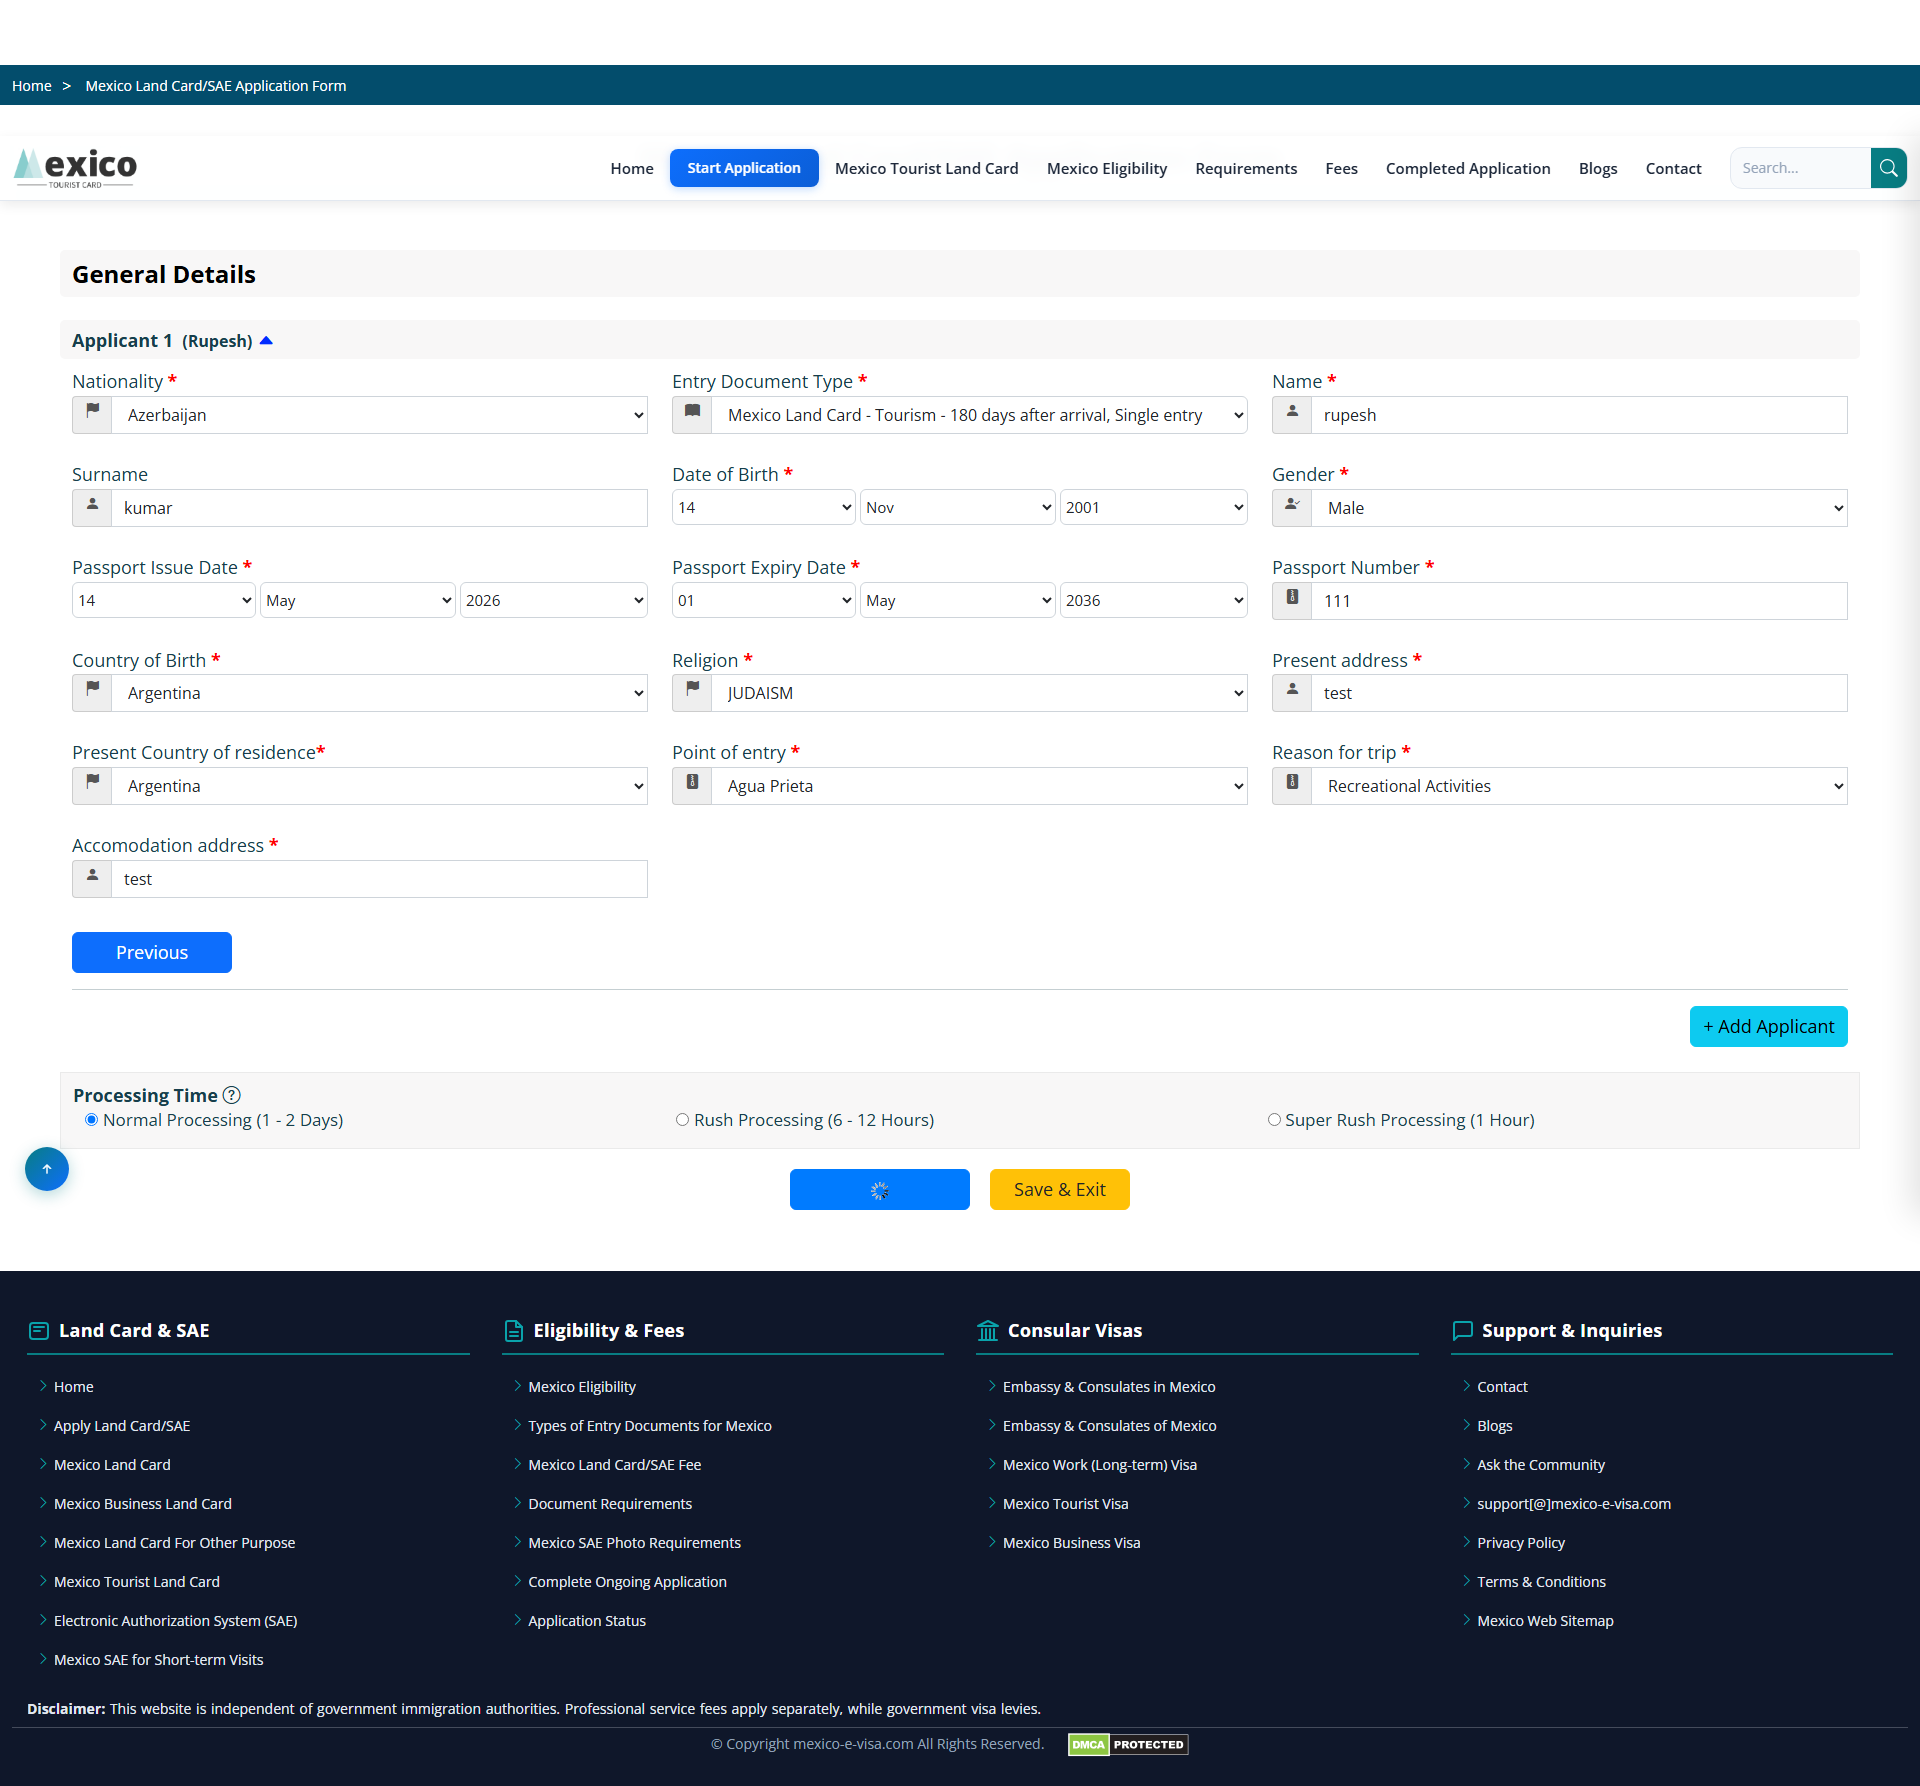 Home > Mexico Land Card/SAE Application Form
Mexico
TOURIST CARD
Home Start Application Mexico Tourist Land Card Mexico Eligibility Requirements Fees Completed Application Blogs Contact Search...
General Details
Applicant 1 (Rupesh)
Nationality * Entry Document Type * Name *
Azerbaijan Mexico Land Card - Tourism - 180 days after arrival, Single entry rupesh
Surname Date of Birth * Gender *
kumar 14 Nov 2001 Male
Passport Issue Date * Passport Expiry Date * Passport Number *
14 May 2026 01 May 2036 111
Country of Birth * Religion * Present address *
Argentina JUDAISM test
Present Country of residence* Point of entry * Reason for trip *
Argentina Agua Prieta Recreational Activities
Accomodation address *
test
Previous
+ Add Applicant
Processing Time ?
Normal Processing (1 - 2 Days) Rush Processing (6 - 12 Hours) Super Rush Processing (1 Hour)
Save & Exit
Land Card & SAE
Home
Apply Land Card/SAE
Mexico Land Card
Mexico Business Land Card
Mexico Land Card For Other Purpose
Mexico Tourist Land Card
Electronic Authorization System (SAE)
Mexico SAE for Short-term Visits
Eligibility & Fees
Mexico Eligibility
Types of Entry Documents for Mexico
Mexico Land Card/SAE Fee
Document Requirements
Mexico SAE Photo Requirements
Complete Ongoing Application
Application Status
Consular Visas
Embassy & Consulates in Mexico
Embassy & Consulates of Mexico
Mexico Work (Long-term) Visa
Mexico Tourist Visa
Mexico Business Visa
Support & Inquiries
Contact
Blogs
Ask the Community
support[@]mexico-e-visa.com
Privacy Policy
Terms & Conditions
Mexico Web Sitemap
Disclaimer: This website is independent of government immigration authorities. Professional service fees apply separately, while government visa levies.
© Copyright mexico-e-visa.com All Rights Reserved. DMCA PROTECTED